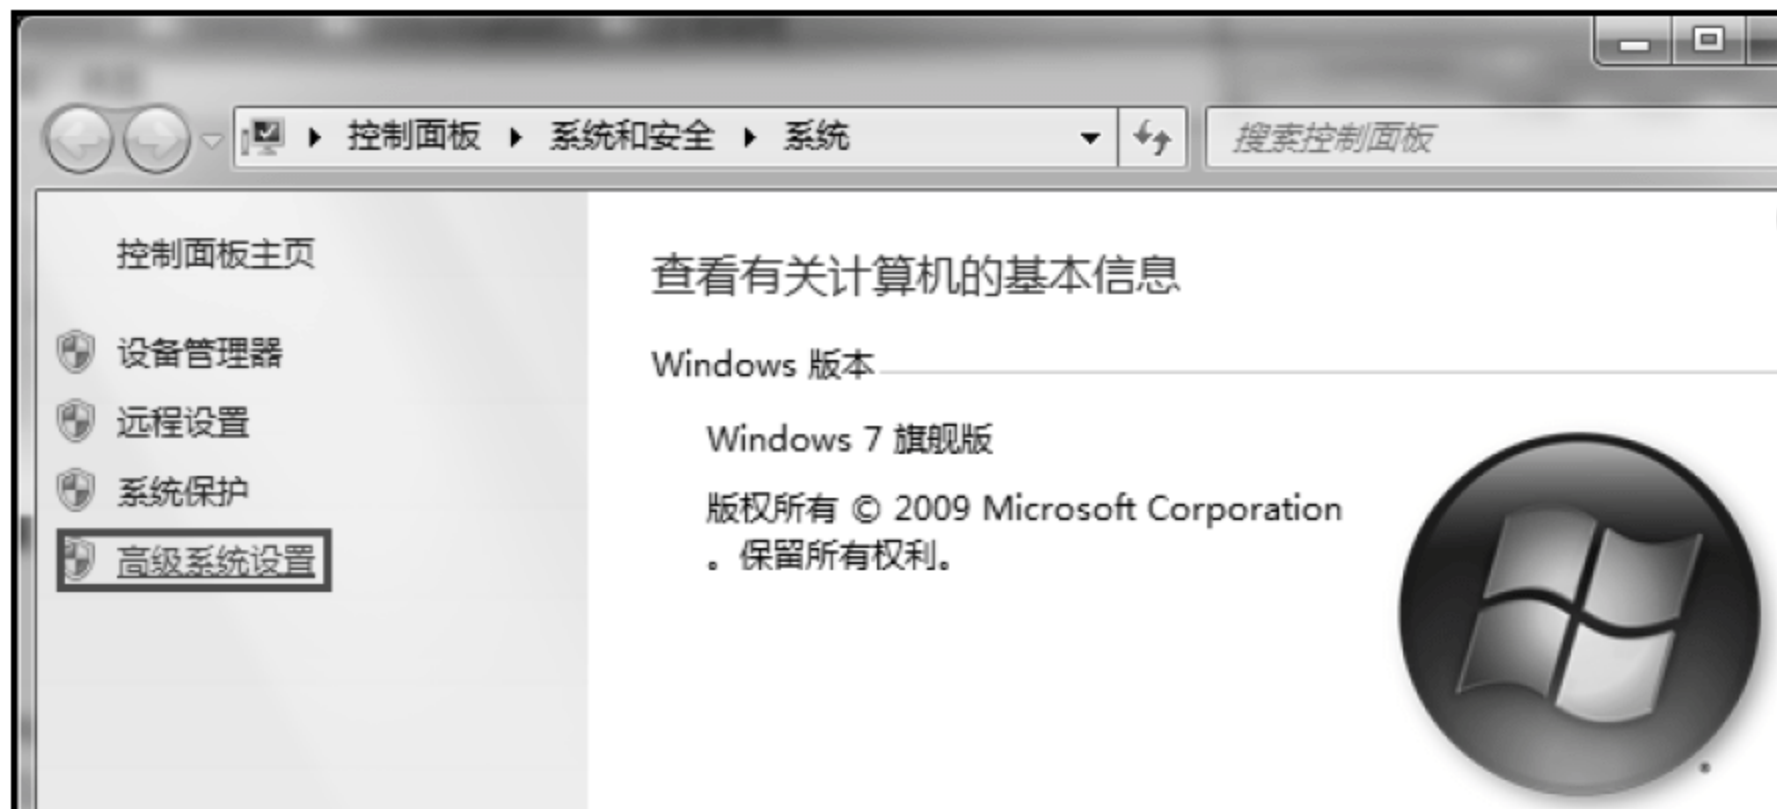 控制面板 系统和安全 系统 搜索控制面板
控制面板主页
设备管理器
远程设置
系统保护
高级系统设置
查看有关计算机的基本信息
Windows 版本
Windows 7 旗舰版
版权所有 © 2009 Microsoft Corporation
。保留所有权利。